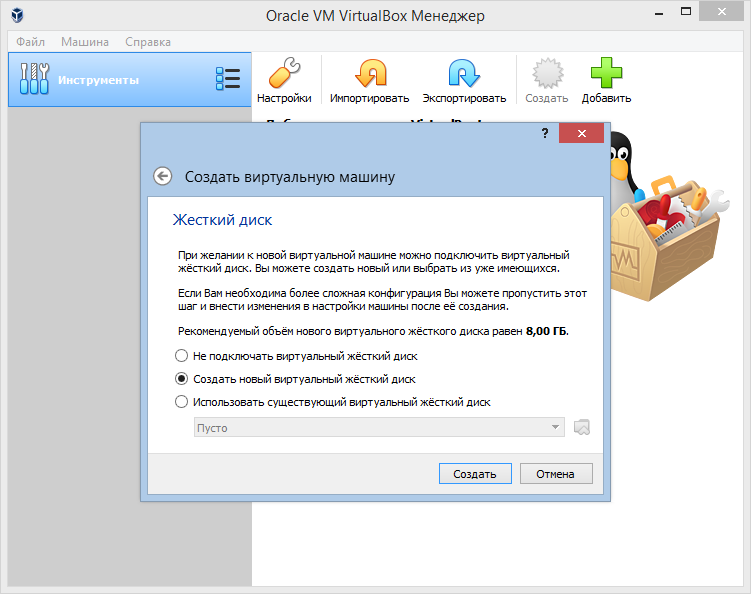 Oracle VM VirtualBox Менеджер
Файл Машина Справка
Инструменты
Настройки Импортировать Экспортировать Создать Добавить
?
Создать виртуальную машину
Жесткий диск
При желании к новой виртуальной машине можно подключить виртуальный
жёсткий диск. Вы можете создать новый или выбрать из уже имеющихся.
Если Вам необходима более сложная конфигурация Вы можете пропустить этот
шаг и внести изменения в настройки машины после её создания.
Рекомендуемый объём нового виртуального жёсткого диска равен 8,00 ГБ.
Не подключать виртуальный жёсткий диск
Создать новый виртуальный жёсткий диск
Использовать существующий виртуальный жёсткий диск
Пусто
Создать Отмена